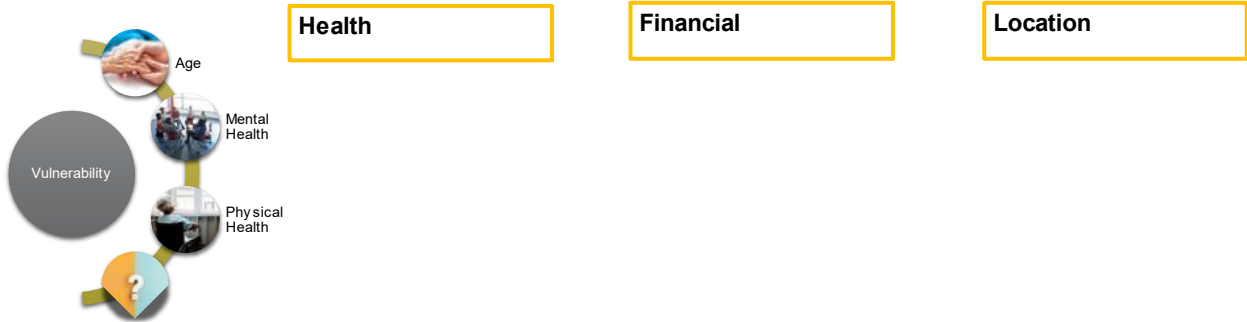 Health
Financial
Location
Age
Mental
Health
Vulnerability
Physical
Health
?